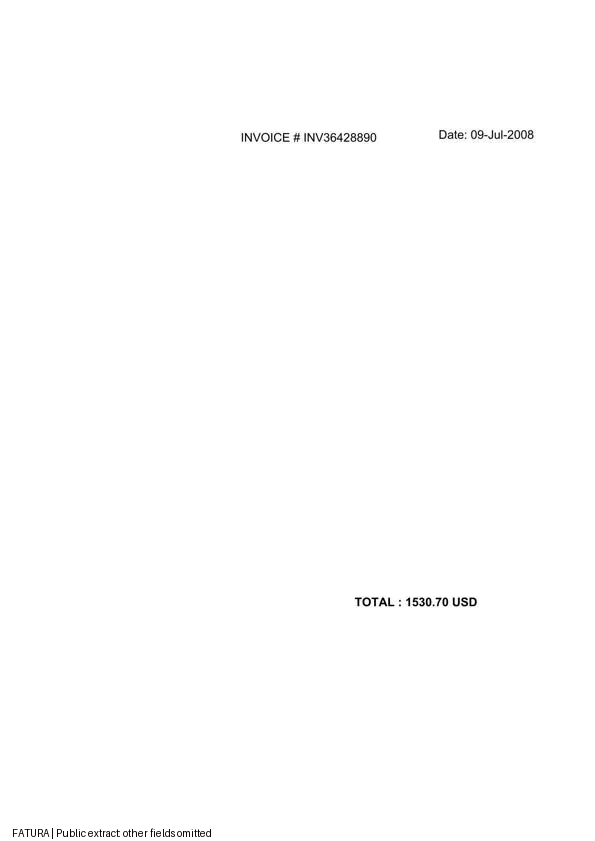 INVOICE # INV36428890
Date: 09-Jul-2008
TOTAL : 1530.70 USD
FATURA | Public extract: other fields omitted